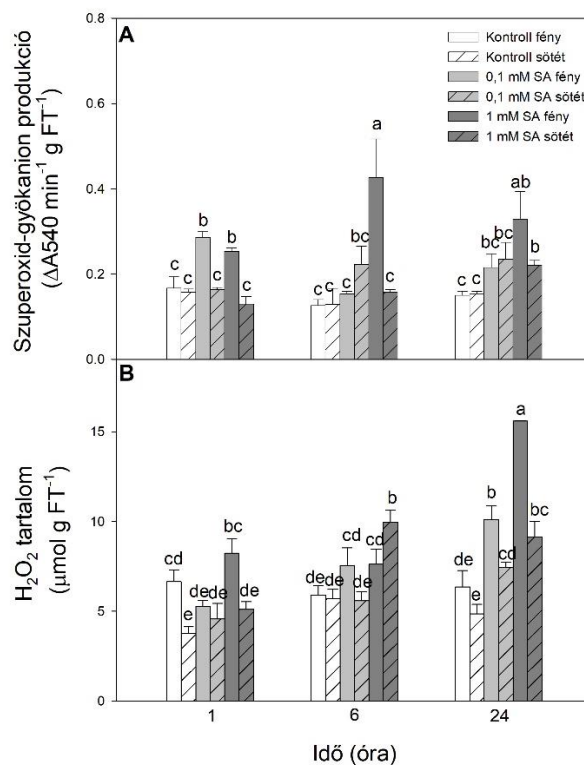 A
Kontroll fény
Kontroll sötét
0,1 mM SA fény
0,1 mM SA sötét
1 mM SA fény
1 mM SA sötét
Szuperoxid-gyökanion produkció
(ΔA540 min⁻¹ g FT⁻¹)
0.8
0.6
0.4
0.2
0.0
c c b c b c
c c c bc a c
c c bc bc ab b
B
H₂O₂ tartalom
(µmol g FT⁻¹)
15
10
5
0
cd e de de bc de
de de cd de cd b
de e b cd a bc
1 6 24
Idő (óra)